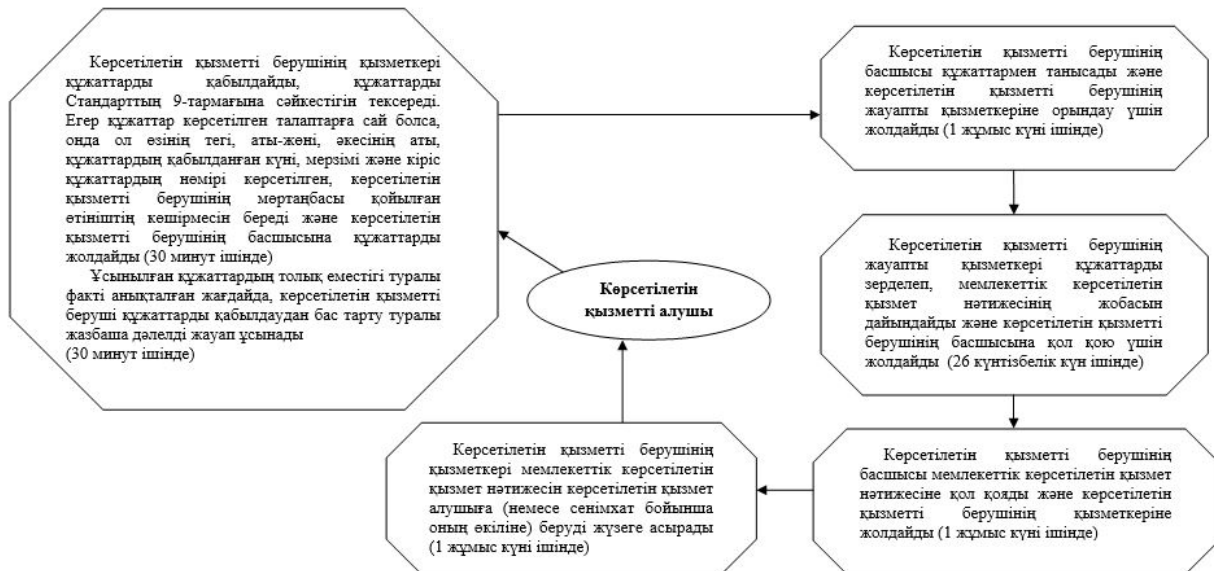 Көрсетілетін қызметті берушінің қызметкері
құжаттарды қабылдайды, құжаттарды
Стандарттың 9-тармағына сәйкестігін тексереді.
Егер құжаттар көрсетілген талаптарға сай болса,
онда ол өзінің тегі, аты-жөні, әкесінің аты,
құжаттардың қабылданған күні, мерзімі және кіріс
құжаттардың нөмірі көрсетілген, көрсетілетін
қызметті берушінің мөртаңбасы қойылған
өтініштің көшірмесін береді және көрсетілетін
қызметті берушінің басшысына құжаттарды
жолдайды (30 минут ішінде)
Ұсынылған құжаттардың толық еместігі туралы
факті анықталған жағдайда, көрсетілетін қызметті
беруші құжаттарды қабылдаудан бас тарту туралы
жазбаша дәлелді жауап ұсынады
(30 минут ішінде)
Көрсетілетін қызметті берушінің
басшысы құжаттармен танысады және
көрсетілетін қызметті берушінің
жауапты қызметкеріне орындау үшін
жолдайды (1 жұмыс күні ішінде)
Көрсетілетін қызметті берушінің
жауапты қызметкері құжаттарды
зерделеп, мемлекеттік көрсетілетін
қызмет нәтижесінің жобасын
дайындайды және көрсетілетін қызметті
берушінің басшысына қол қою үшін
жолдайды (26 күнтізбелік күн ішінде)
Көрсетілетін қызметті берушінің
басшысы мемлекеттік көрсетілетін қызмет
нәтижесіне қол қояды және көрсетілетін
қызметті берушінің қызметкеріне
жолдайды (1 жұмыс күні ішінде)
Көрсетілетін қызметті берушінің
қызметкері мемлекеттік көрсетілетін
қызмет нәтижесін көрсетілетін қызмет
алушыға (немесе сенімхат бойынша
оның өкіліне) беруді жүзеге асырады
(1 жұмыс күні ішінде)
Көрсетілетін
қызметті алушы